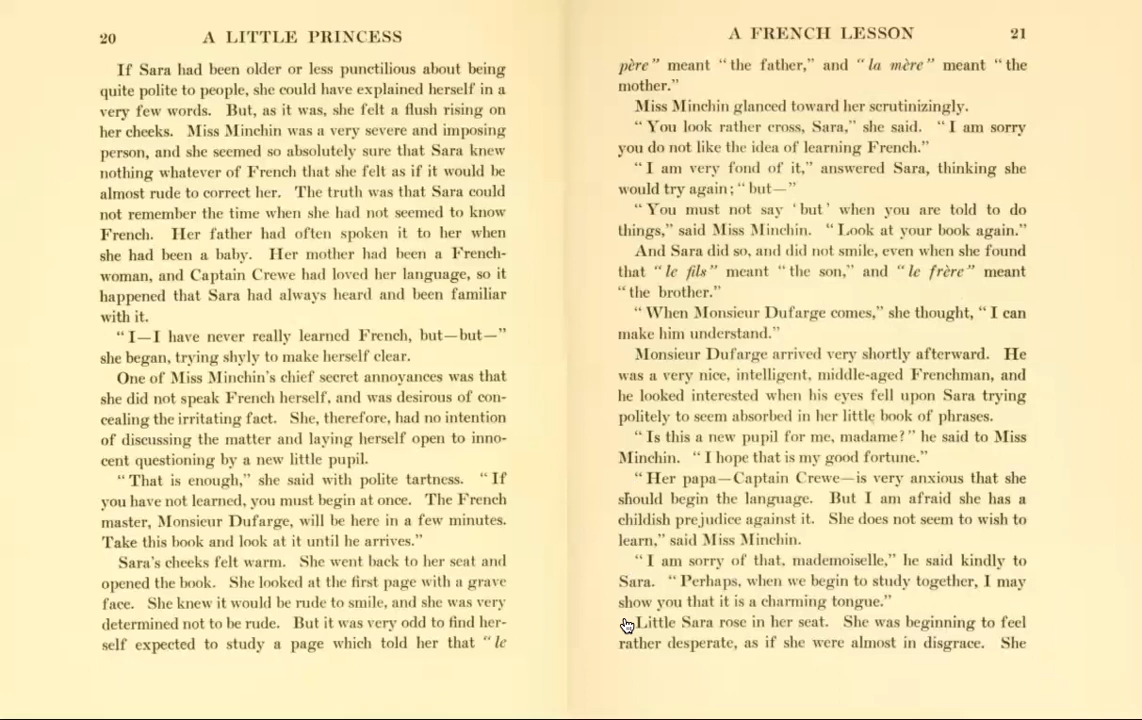 20 A LITTLE PRINCESS
If Sara had been older or less punctilious about being
quite polite to people, she could have explained herself in a
very few words. But, as it was, she felt a flush rising on
her cheeks. Miss Minchin was a very severe and imposing
person, and she seemed so absolutely sure that Sara knew
nothing whatever of French that she felt as if it would be
almost rude to correct her. The truth was that Sara could
not remember the time when she had not seemed to know
French. Her father had often spoken it to her when
she had been a baby. Her mother had been a French-
woman, and Captain Crewe had loved her language, so it
happened that Sara had always heard and been familiar
with it.
“I—I have never really learned French, but—but—”
she began, trying shyly to make herself clear.
One of Miss Minchin's chief secret annoyances was that
she did not speak French herself, and was desirous of con-
cealing the irritating fact. She, therefore, had no intention
of discussing the matter and laying herself open to inno-
cent questioning by a new little pupil.
“That is enough,” she said with polite tartness. “If
you have not learned, you must begin at once. The French
master, Monsieur Dufarge, will be here in a few minutes.
Take this book and look at it until he arrives.”
Sara's cheeks felt warm. She went back to her seat and
opened the book. She looked at the first page with a grave
face. She knew it would be rude to smile, and she was very
determined not to be rude. But it was very odd to find her-
self expected to study a page which told her that “le
A FRENCH LESSON 21
père” meant “the father,” and “la mère” meant “the
mother.”
Miss Minchin glanced toward her scrutinizingly.
“You look rather cross, Sara,” she said. “I am sorry
you do not like the idea of learning French.”
“I am very fond of it,” answered Sara, thinking she
would try again; “but—”
“You must not say ‘but’ when you are told to do
things,” said Miss Minchin. “Look at your book again.”
And Sara did so, and did not smile, even when she found
that “le fils” meant “the son,” and “le frère” meant
“the brother.”
“When Monsieur Dufarge comes,” she thought, “I can
make him understand.”
Monsieur Dufarge arrived very shortly afterward. He
was a very nice, intelligent, middle-aged Frenchman, and
he looked interested when his eyes fell upon Sara trying
politely to seem absorbed in her little book of phrases.
“Is this a new pupil for me, madame?” he said to Miss
Minchin. “I hope that is my good fortune.”
“Her papa—Captain Crewe—is very anxious that she
should begin the language. But I am afraid she has a
childish prejudice against it. She does not seem to wish to
learn,” said Miss Minchin.
“I am sorry of that, mademoiselle,” he said kindly to
Sara. “Perhaps, when we begin to study together, I may
show you that it is a charming tongue.”
Little Sara rose in her seat. She was beginning to feel
rather desperate, as if she were almost in disgrace. She